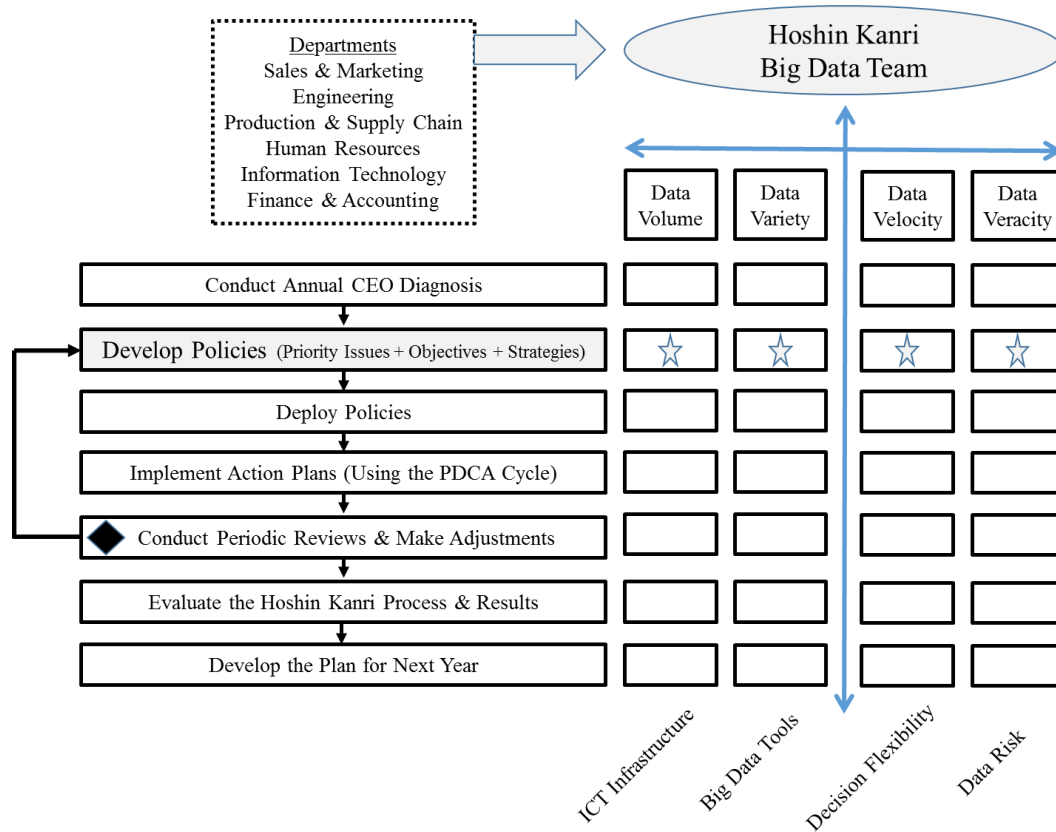 Departments
Sales & Marketing
Engineering
Production & Supply Chain
Human Resources
Information Technology
Finance & Accounting
Hoshin Kanri
Big Data Team
Data
Volume
Data
Variety
Data
Velocity
Data
Veracity
Conduct Annual CEO Diagnosis
Develop Policies (Priority Issues + Objectives + Strategies)
Deploy Policies
Implement Action Plans (Using the PDCA Cycle)
Conduct Periodic Reviews & Make Adjustments
Evaluate the Hoshin Kanri Process & Results
Develop the Plan for Next Year
ICT Infrastructure
Big Data Tools
Decision Flexibility
Data Risk